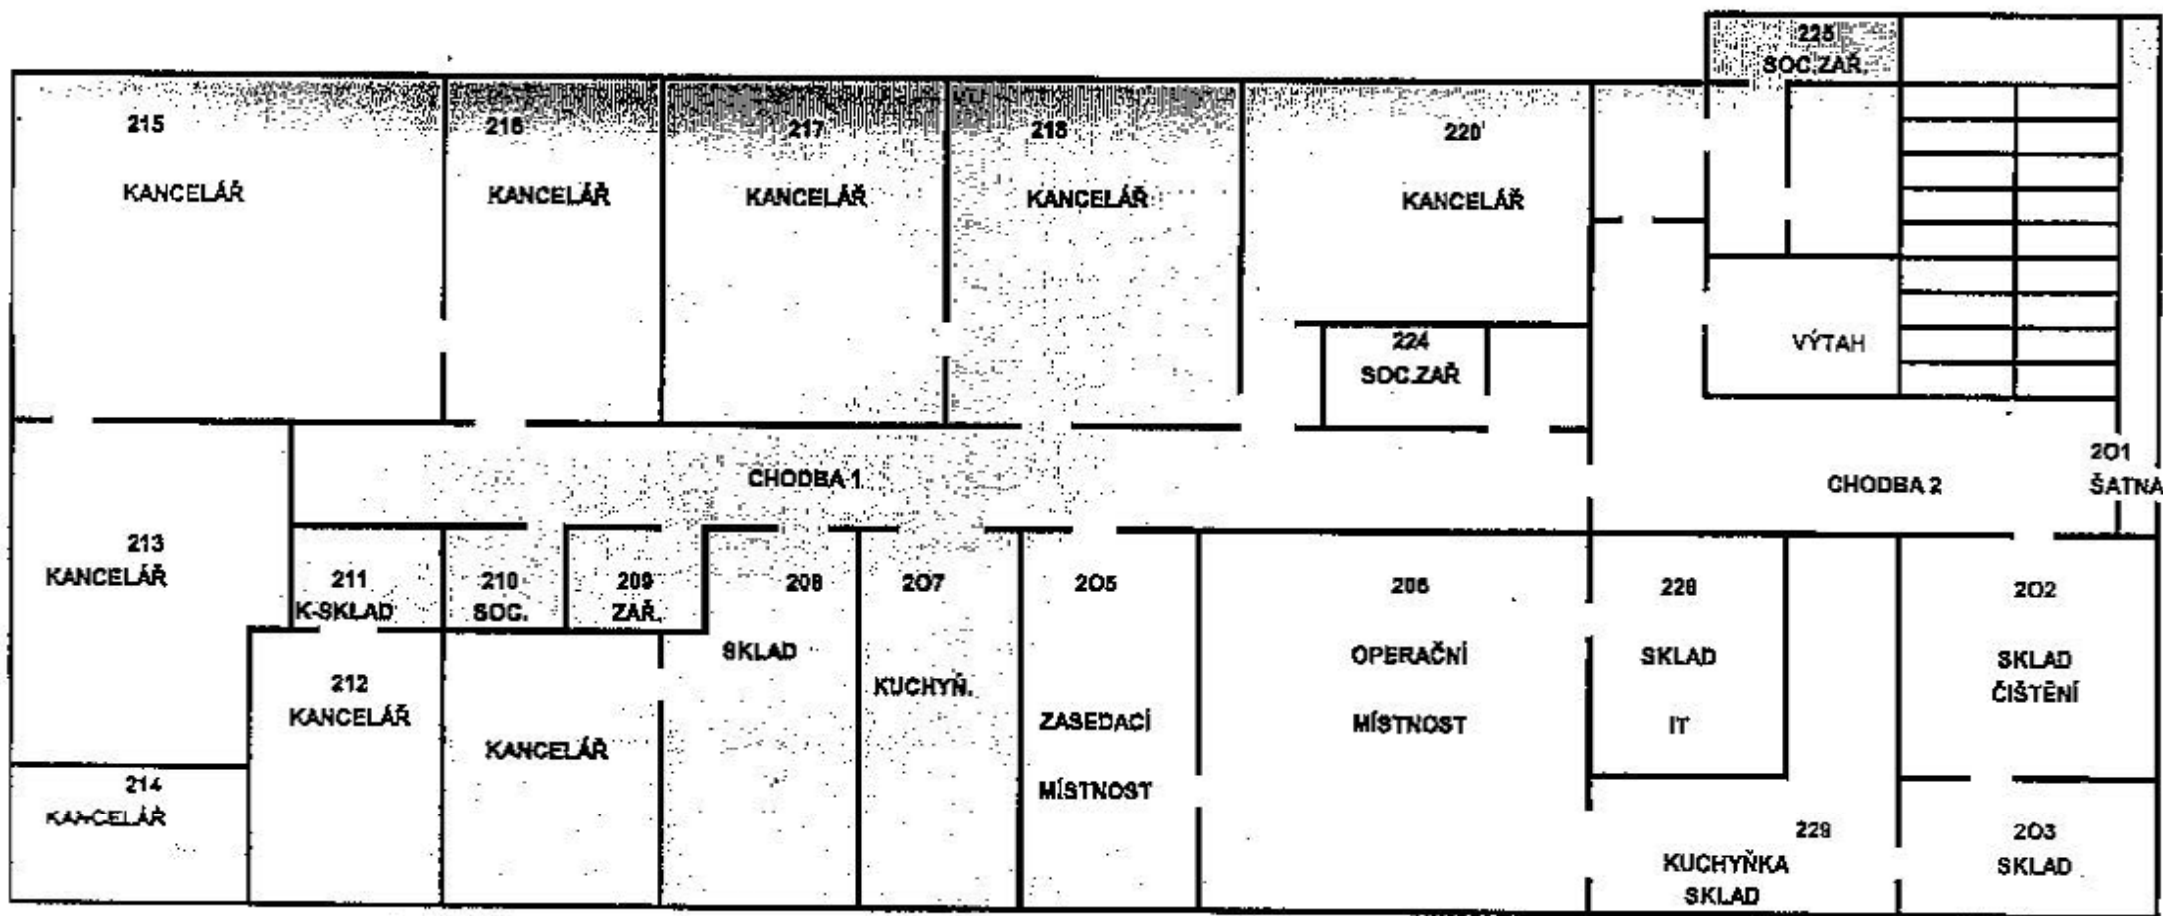 225
SOC.ZAŘ.
215
KANCELÁŘ
216
KANCELÁŘ
217
KANCELÁŘ
218
KANCELÁŘ
220
KANCELÁŘ
224
SOC.ZAŘ
VÝTAH
CHODBA 1
CHODBA 2
201
ŠATNA
213
KANCELÁŘ
211
K-SKLAD
210
SOC.
209
ZAŘ.
208
SKLAD
207
KUCHYŇ.
205
ZASEDACÍ
MÍSTNOST
206
OPERAČNÍ
MÍSTNOST
228
SKLAD
IT
202
SKLAD
ČIŠTĚNÍ
212
KANCELÁŘ
KANCELÁŘ
214
KANCELÁŘ
229
KUCHYŇKA
SKLAD
203
SKLAD